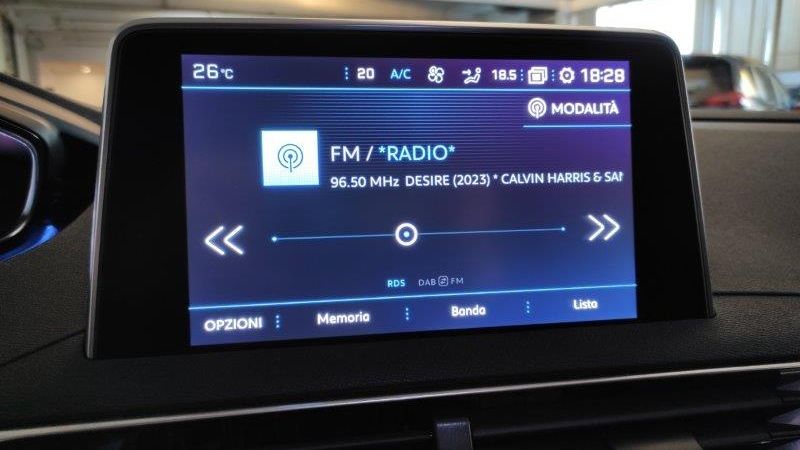 26°C 20 A/C 18.5 18:28
MODALITÀ
FM / *RADIO*
96.50 MHz DESIRE (2023) * CALVIN HARRIS & SAM
RDS DAB FM
OPZIONI Memoria Banda Lista